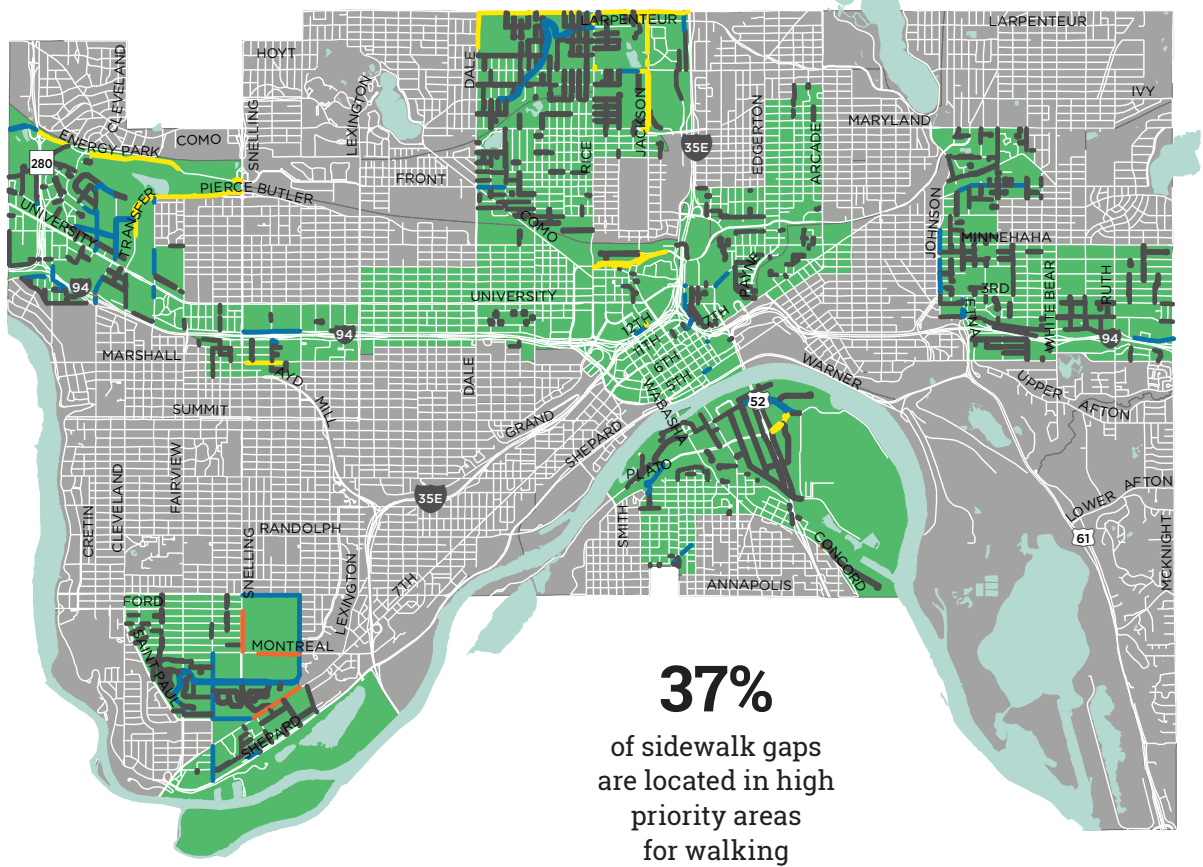 LARPENTEUR
LARPENTEUR
HOYT
CLEVELAND
DALE
LEXINGTON
SNELLING
JACKSON
IVY
EDGERTON
ARCADE
MARYLAND
COMO
ENERGY PARK
280
35E
RICE
FRONT
PIERCE BUTLER
TRANSFER
UNIVERSITY
COMO
JOHNSON
MINNEHAHA
PAYNE
94
UNIVERSITY
3RD
RUTH
WHITE BEAR
ETNA
12TH
7TH
94
11TH
94
MARSHALL
6TH
5TH
DALE
AYD
MILL
WARNER
UPPER
AFTON
SUMMIT
WABASHA
52
GRAND
SHEPARD
FAIRVIEW
PLATO
CLEVELAND
LOWER
AFTON
35E
CRETIN
RANDOLPH
SMITH
61
MCKNIGHT
SNELLING
LEXINGTON
7TH
CONCORD
ANNAPOLIS
FORD
SAINT PAUL
MONTREAL
SHEPARD
37%
of sidewalk gaps
are located in high
priority areas
for walking